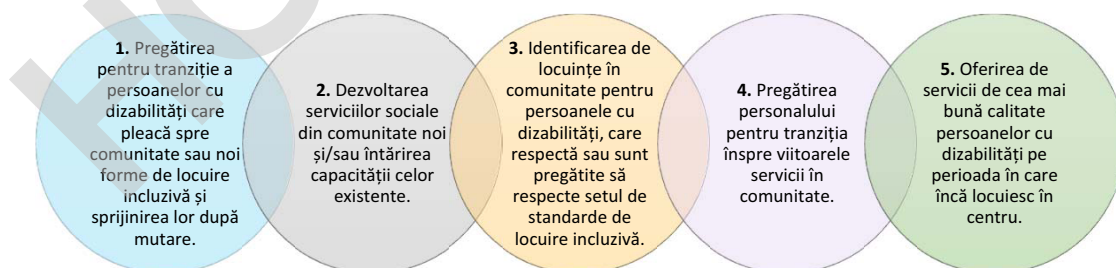 1. Pregătirea
pentru tranziție a
persoanelor cu
dizabilități care
pleacă spre
comunitate sau noi
forme de locuire
incluzivă și
sprijinirea lor după
mutare.
2. Dezvoltarea
serviciilor sociale
din comunitate noi
și/sau întărirea
capacității celor
existente.
3. Identificarea de
locuințe în
comunitate pentru
persoanele cu
dizabilități, care
respectă sau sunt
pregătite să
respecte setul de
standarde de
locuire incluzivă.
4. Pregătirea
personalului
pentru tranziția
înspre viitoarele
servicii în
comunitate.
5. Oferirea de
servicii de cea mai
bună calitate
persoanelor cu
dizabilități pe
perioada în care
încă locuiesc în
centru.